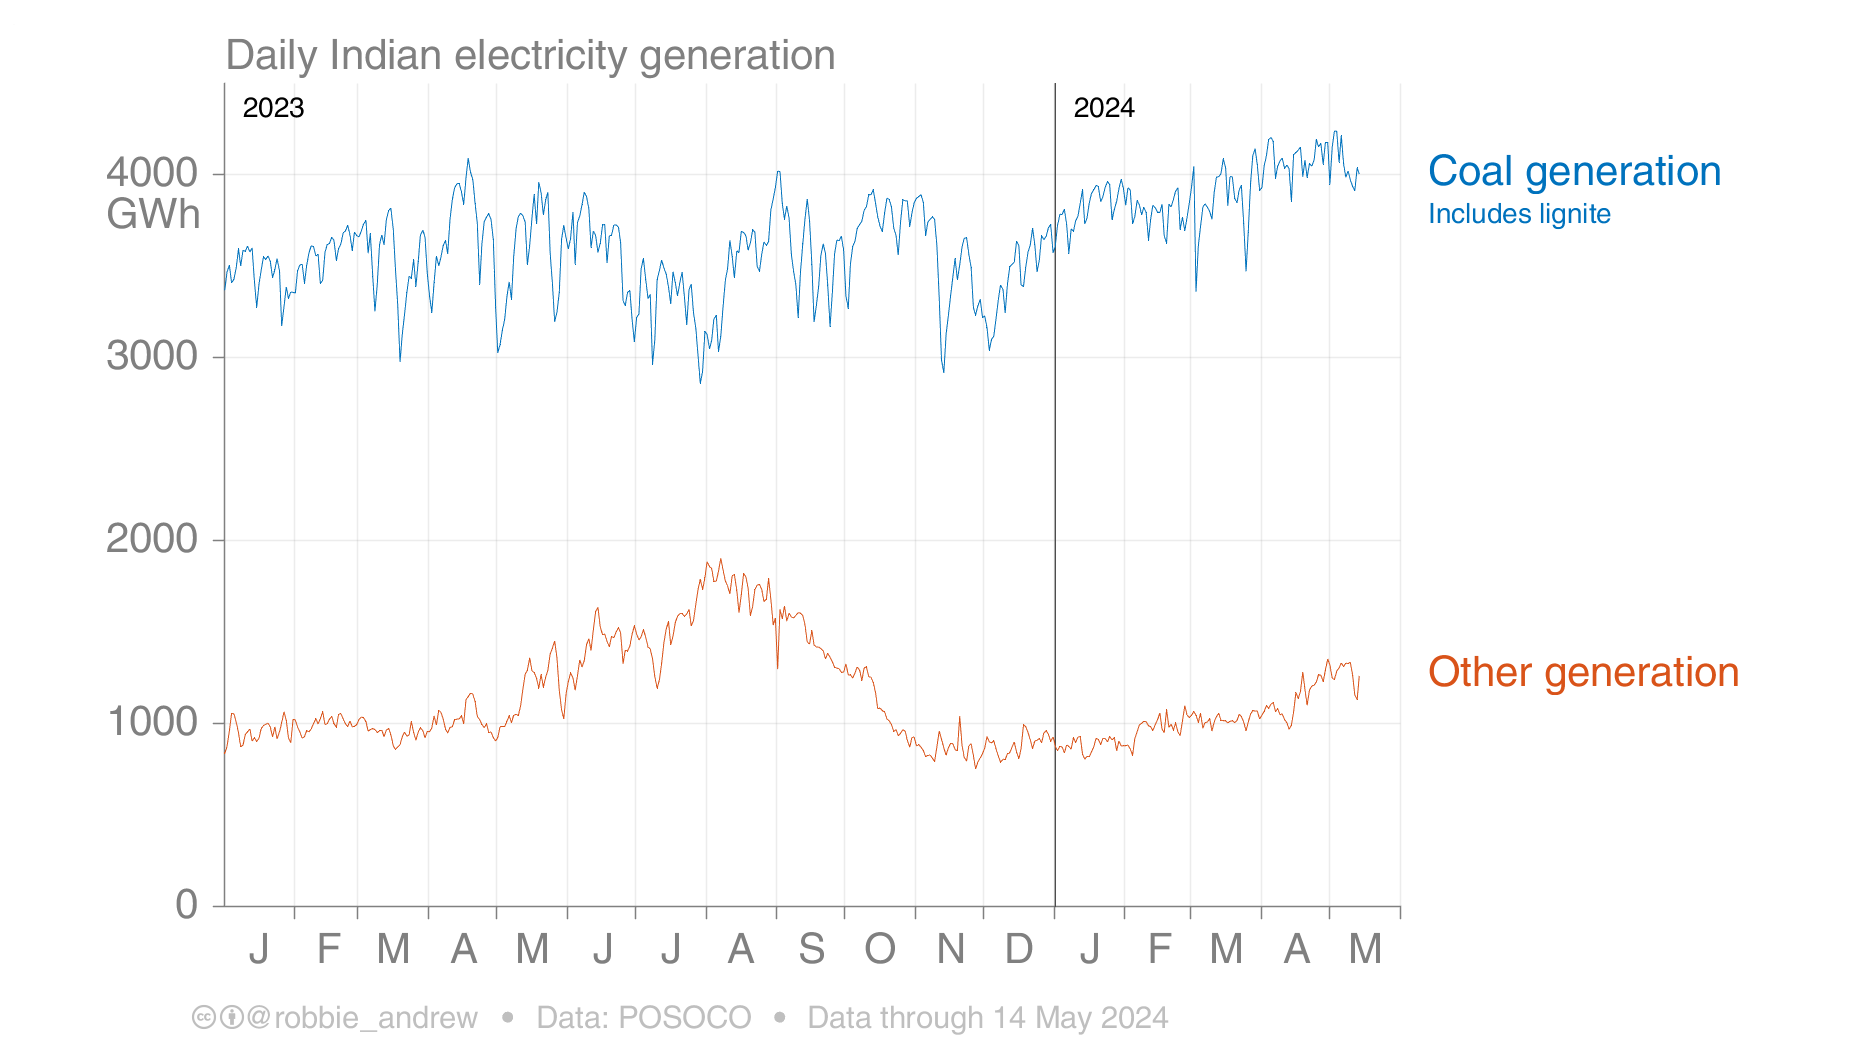 Daily Indian electricity generation
2023
2024
4000
GWh
3000
2000
1000
0
Coal generation
Includes lignite
Other generation
J F M A M J J A S O N D J F M A M
cc @robbie_andrew • Data: POSOCO • Data through 14 May 2024